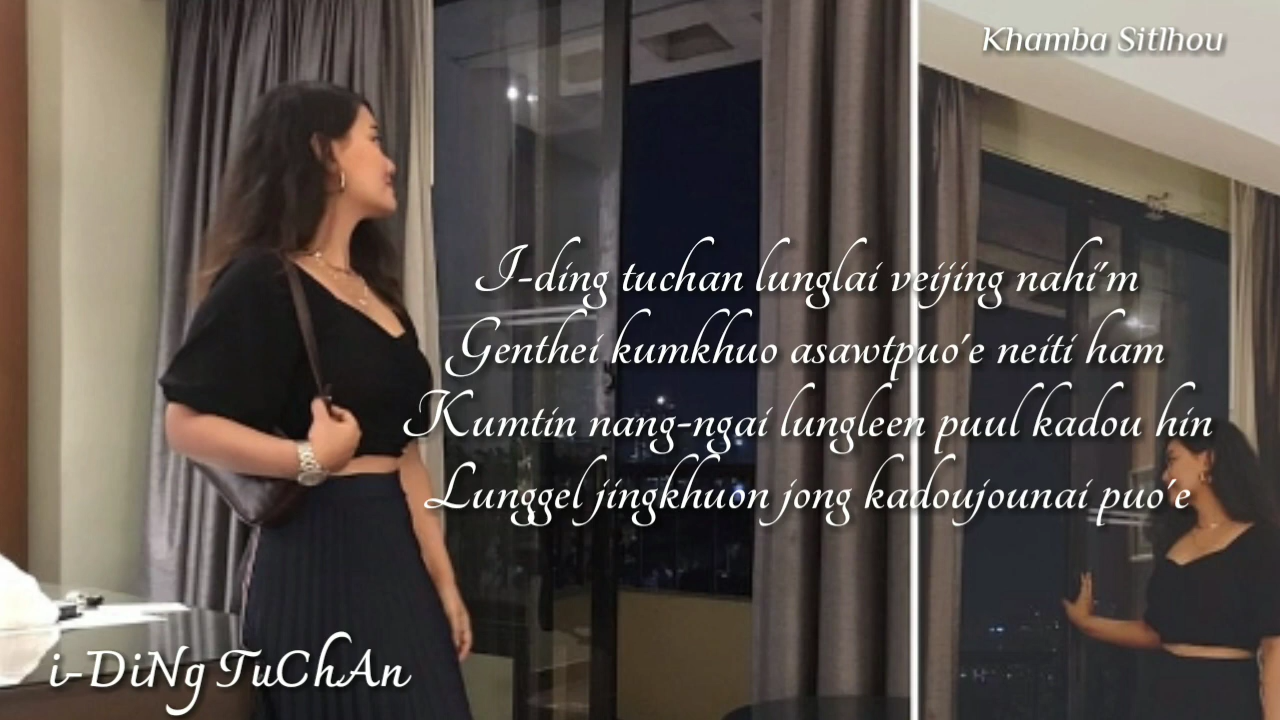 Khamba Sitlhou
I-ding tuchan lunglai veijing nahi"m
Genthei kumkhuo asawtpuo'e neiti ham
Kumtin nang-ngai lungleen puul kadou hin
Lunggel jingkhuon jong kadoujounai puo'e
i-DiNg TuChAn